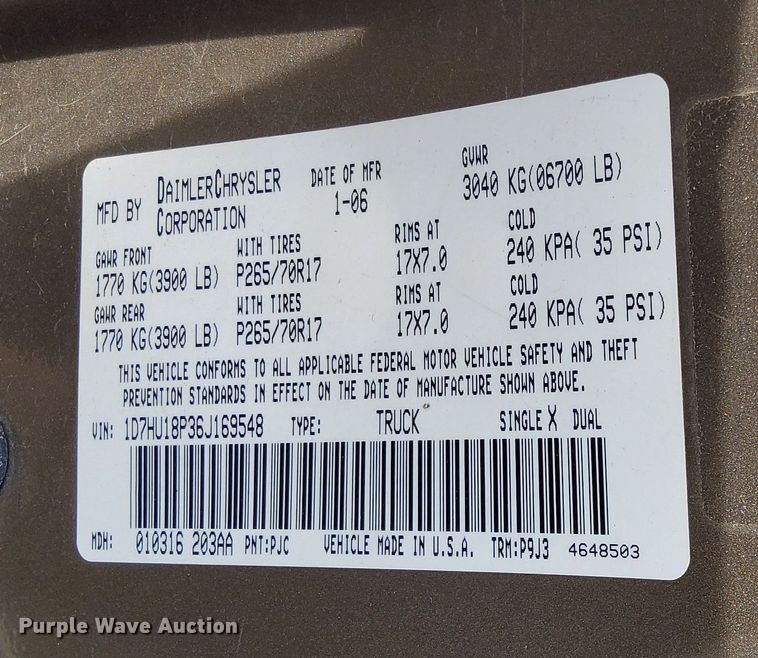 MFD BY DAIMLERCHRYSLER CORPORATION DATE OF MFR 1-06 GVWR 3040 KG(06700 LB)
GAWR FRONT WITH TIRES RIMS AT COLD
1770 KG(3900 LB) P265/70R17 17X7.0 240 KPA( 35 PSI)
GAWR REAR WITH TIRES RIMS AT COLD
1770 KG(3900 LB) P265/70R17 17X7.0 240 KPA( 35 PSI)
THIS VEHICLE CONFORMS TO ALL APPLICABLE FEDERAL MOTOR VEHICLE SAFETY AND THEFT
PREVENTION STANDARDS IN EFFECT ON THE DATE OF MANUFACTURE SHOWN ABOVE.
VIN: 1D7HU18P36J169548 TYPE: TRUCK SINGLE X DUAL
MDH: 010316 203AA PNT:PJC VEHICLE MADE IN U.S.A. TRM:P9J3 4648503
Purple Wave Auction